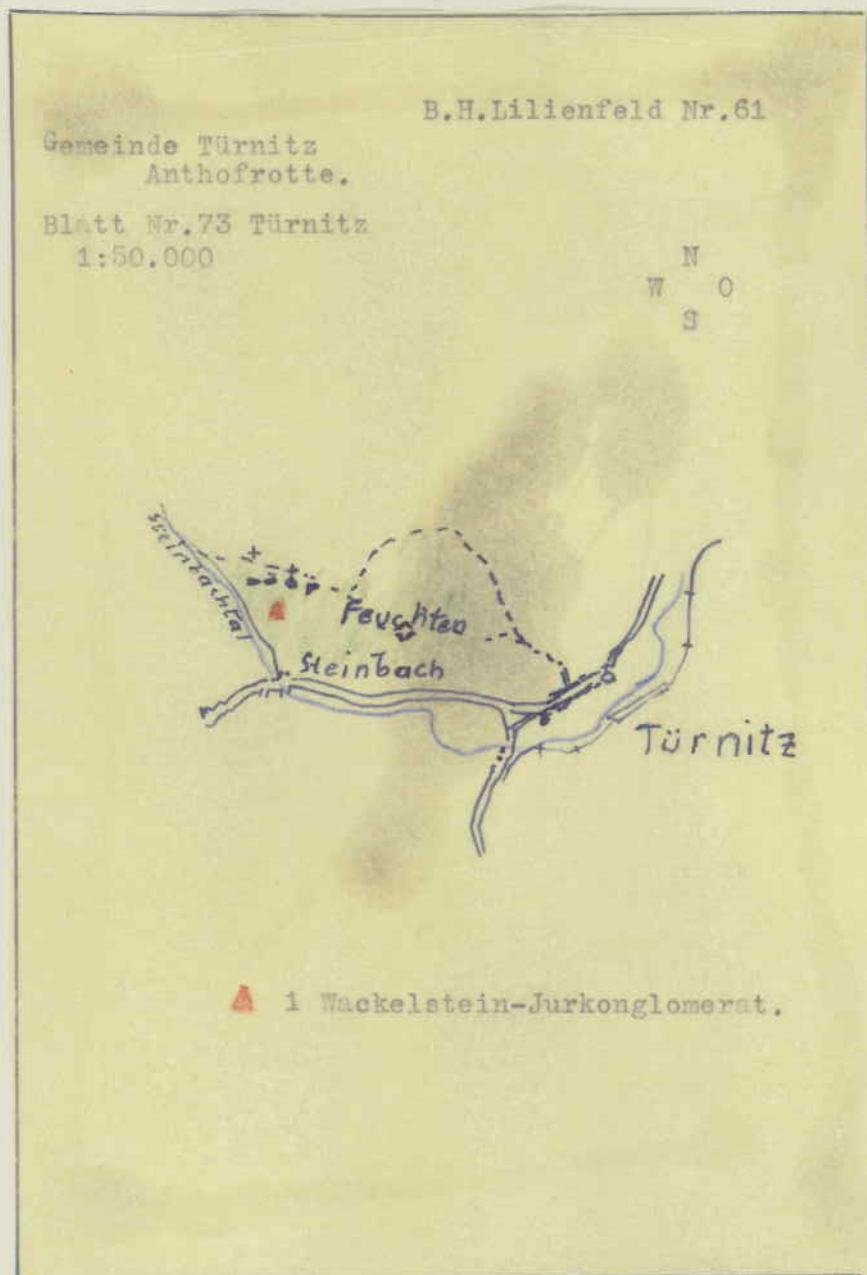 B.H.Lilienfeld Nr.61
Gemeinde Türnitz
Anthofrotte.
Blatt Nr.73 Türnitz
1:50.000
N
W O
S
Steinbachtal
Feuchten
Steinbach
Türnitz
1 Wackelstein-Jurkonglomerat.